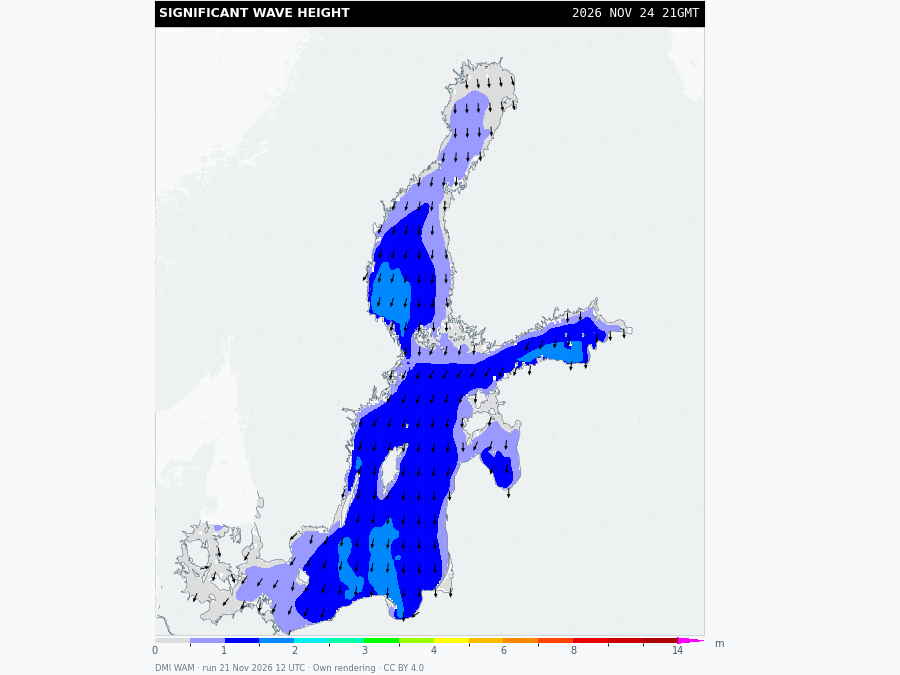 SIGNIFICANT WAVE HEIGHT
2026 NOV 24 21GMT
0 1 2 3 4 6 8 14 m
DMI WAM · run 21 Nov 2026 12 UTC · Own rendering · CC BY 4.0